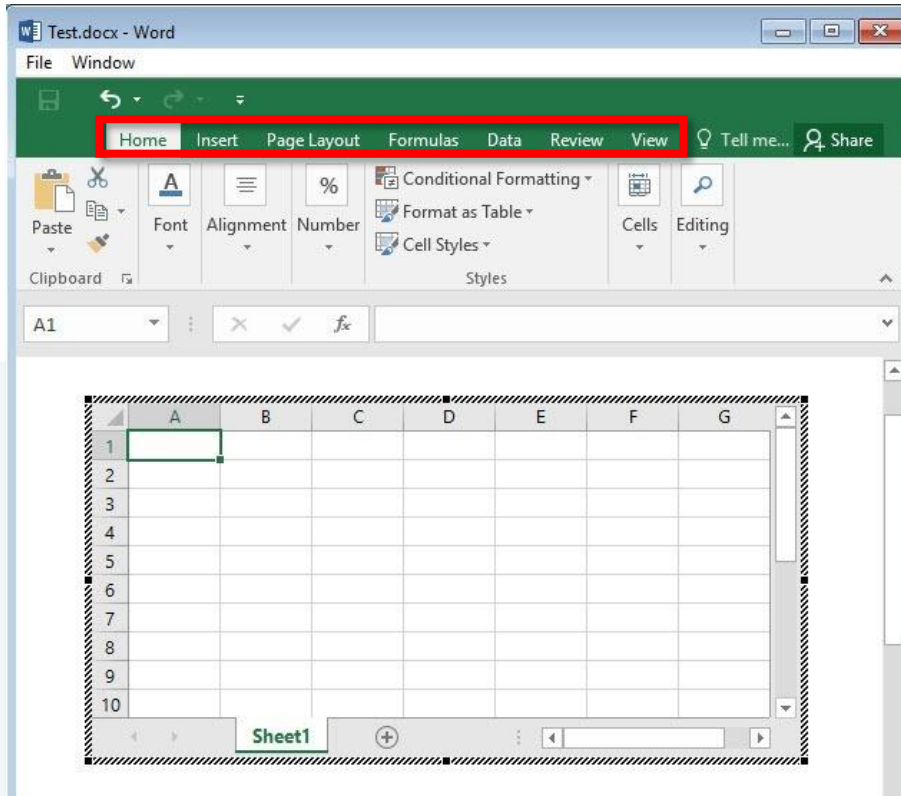 Test.docx - Word
File Window
Home Insert Page Layout Formulas Data Review View Tell me... Share
Paste Font Alignment Number Conditional Formatting Format as Table Cell Styles Cells Editing
Clipboard Styles
A1 fx
A B C D E F G
1
2
3
4
5
6
7
8
9
10
Sheet1